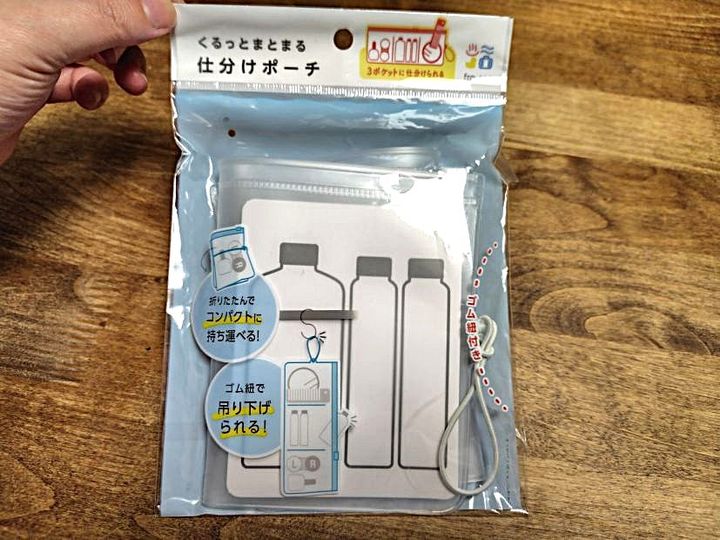 くるっとまとまる
仕分けポーチ
3ポケットに仕分けられる
折りたたんで
コンパクトに
持ち運べる!
ゴム紐付き
ゴム紐で
吊り下げ
られる!
L R